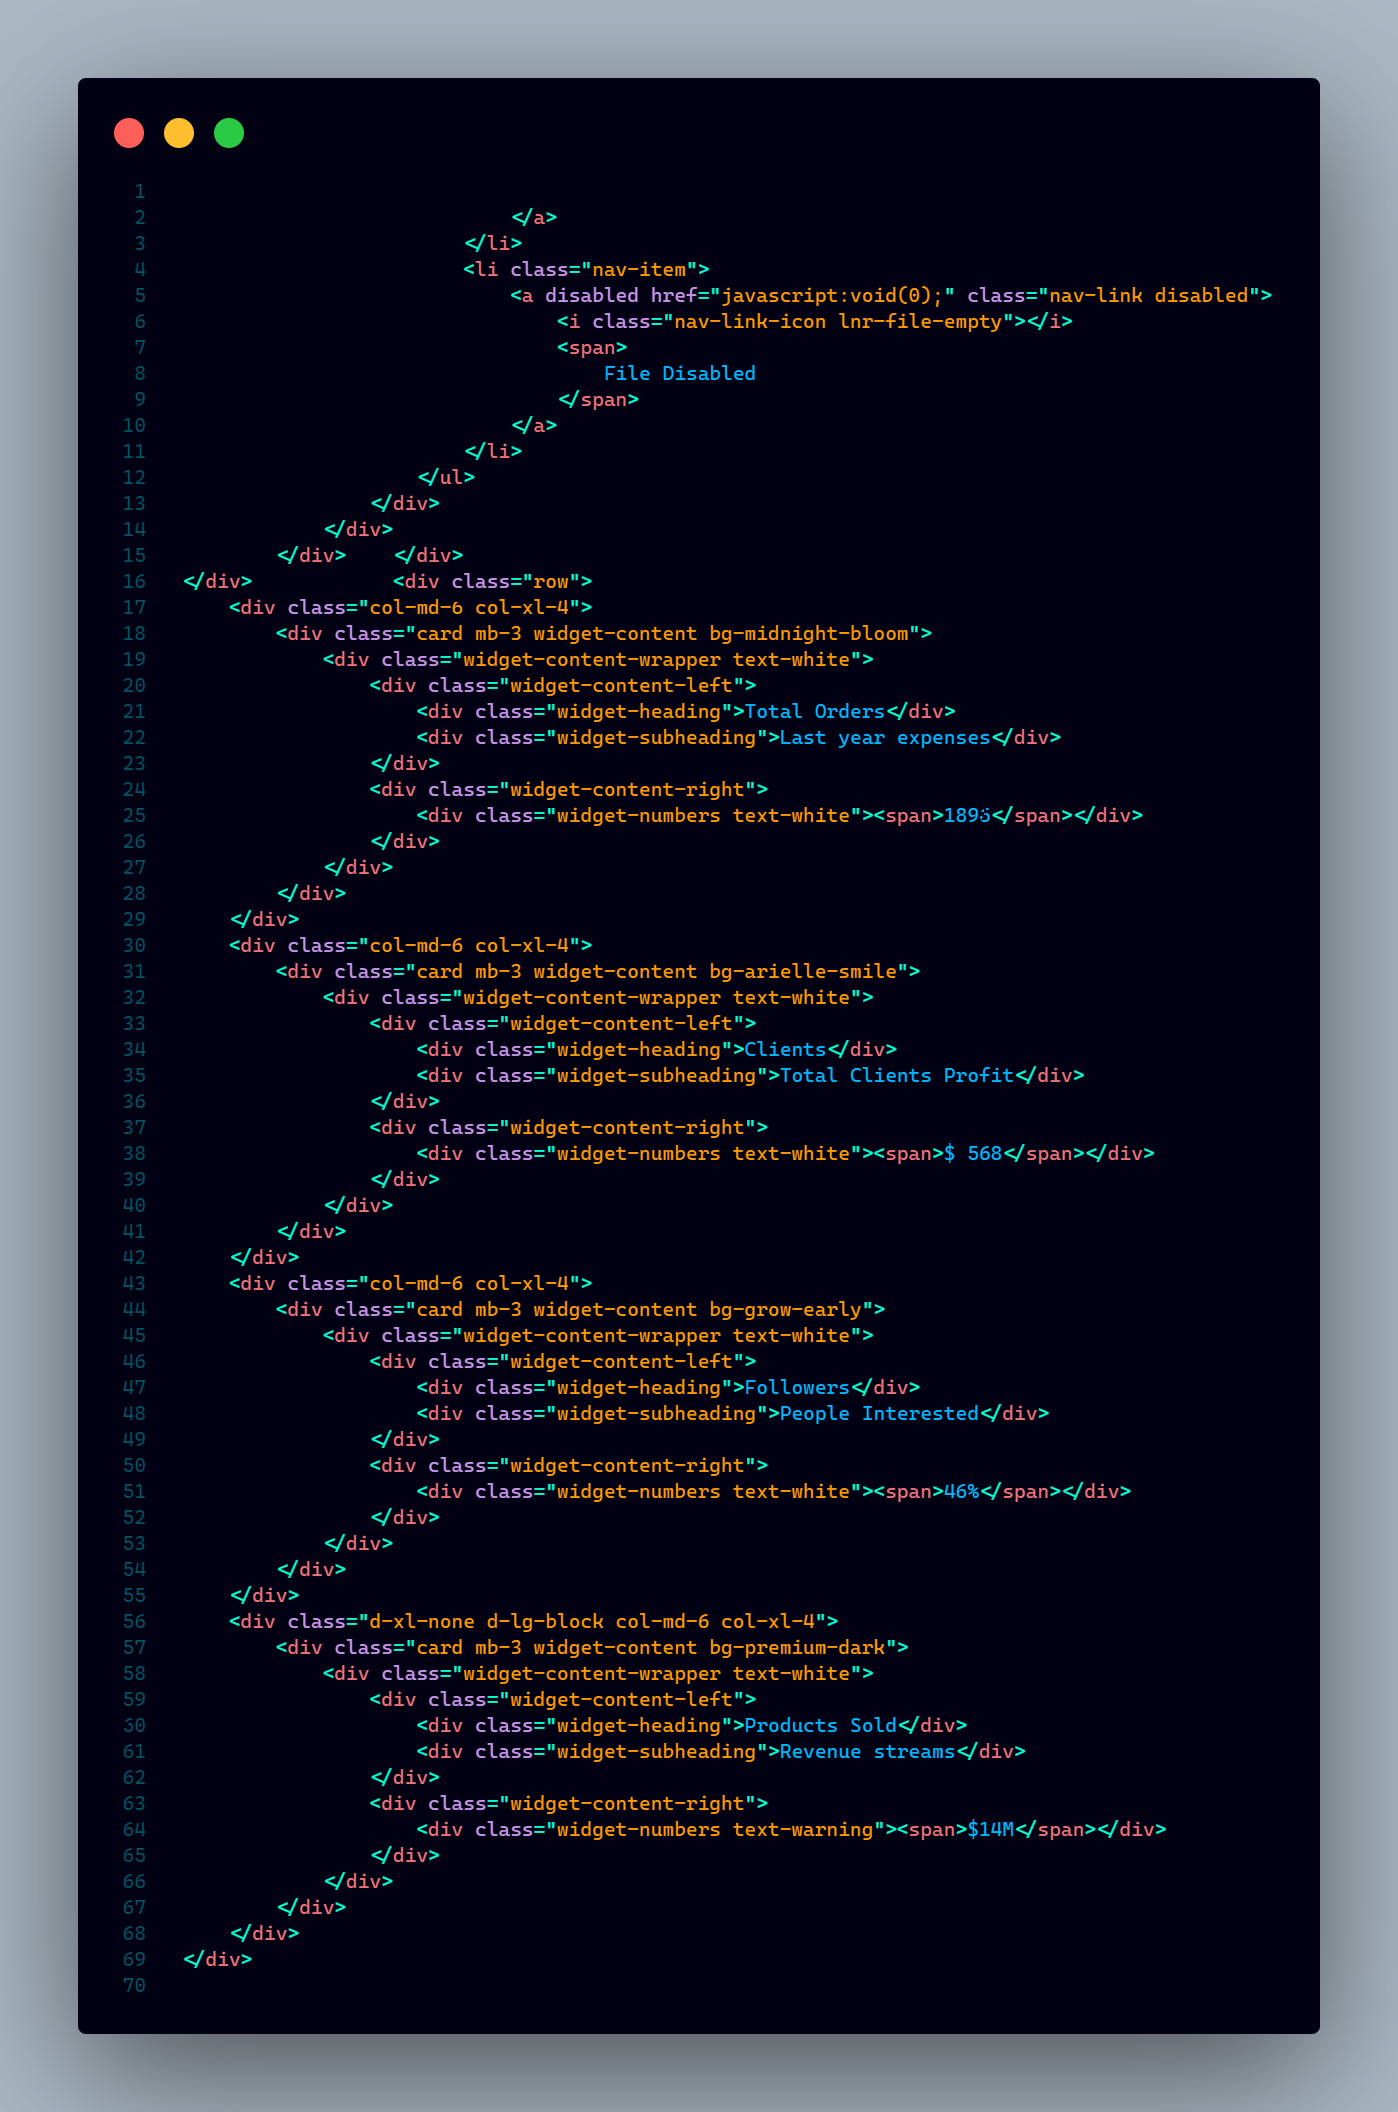 1
2 </a>
3 </li>
4 <li class="nav-item">
5 <a disabled href="javascript:void(0);" class="nav-link disabled">
6 <i class="nav-link-icon lnr-file-empty"></i>
7 <span>
8 File Disabled
9 </span>
10 </a>
11 </li>
12 </ul>
13 </div>
14 </div>
15 </div>    </div>
16 </div>            <div class="row">
17 <div class="col-md-6 col-xl-4">
18 <div class="card mb-3 widget-content bg-midnight-bloom">
19 <div class="widget-content-wrapper text-white">
20 <div class="widget-content-left">
21 <div class="widget-heading">Total Orders</div>
22 <div class="widget-subheading">Last year expenses</div>
23 </div>
24 <div class="widget-content-right">
25 <div class="widget-numbers text-white"><span>1896</span></div>
26 </div>
27 </div>
28 </div>
29 </div>
30 <div class="col-md-6 col-xl-4">
31 <div class="card mb-3 widget-content bg-arielle-smile">
32 <div class="widget-content-wrapper text-white">
33 <div class="widget-content-left">
34 <div class="widget-heading">Clients</div>
35 <div class="widget-subheading">Total Clients Profit</div>
36 </div>
37 <div class="widget-content-right">
38 <div class="widget-numbers text-white"><span>$ 568</span></div>
39 </div>
40 </div>
41 </div>
42 </div>
43 <div class="col-md-6 col-xl-4">
44 <div class="card mb-3 widget-content bg-grow-early">
45 <div class="widget-content-wrapper text-white">
46 <div class="widget-content-left">
47 <div class="widget-heading">Followers</div>
48 <div class="widget-subheading">People Interested</div>
49 </div>
50 <div class="widget-content-right">
51 <div class="widget-numbers text-white"><span>46%</span></div>
52 </div>
53 </div>
54 </div>
55 </div>
56 <div class="d-xl-none d-lg-block col-md-6 col-xl-4">
57 <div class="card mb-3 widget-content bg-premium-dark">
58 <div class="widget-content-wrapper text-white">
59 <div class="widget-content-left">
60 <div class="widget-heading">Products Sold</div>
61 <div class="widget-subheading">Revenue streams</div>
62 </div>
63 <div class="widget-content-right">
64 <div class="widget-numbers text-warning"><span>$14M</span></div>
65 </div>
66 </div>
67 </div>
68 </div>
69 </div>
70